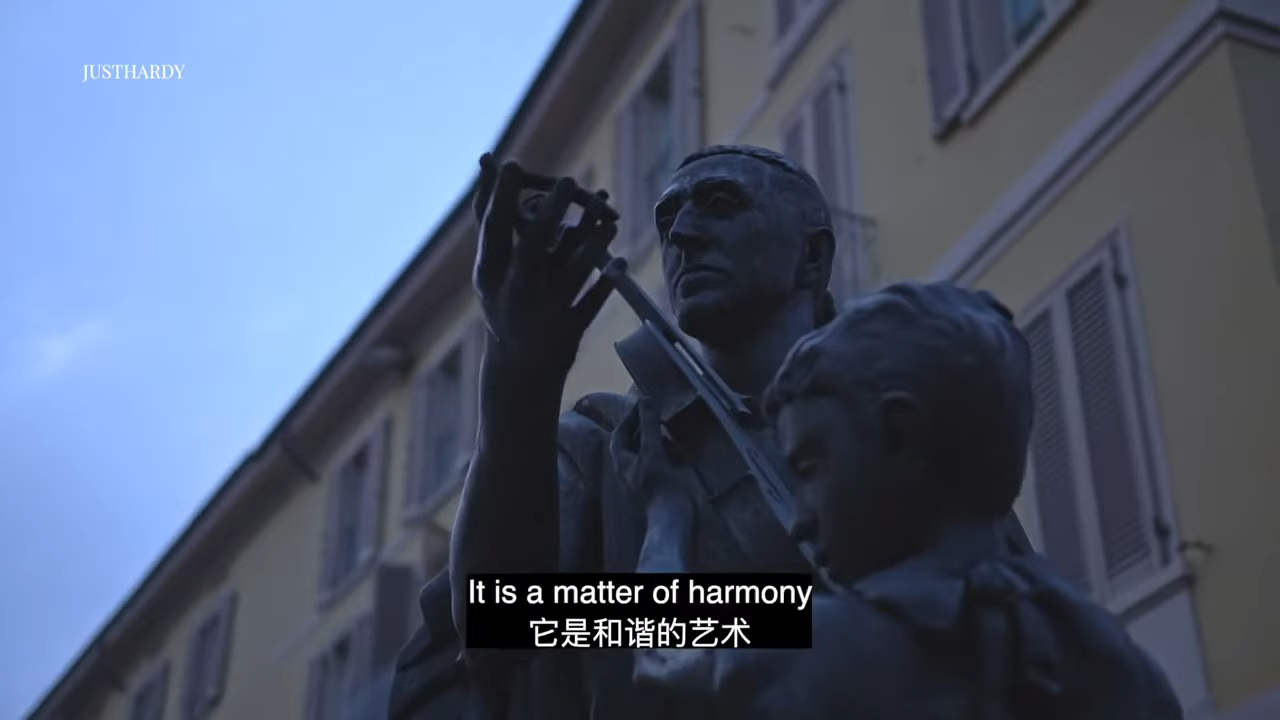 JUSTHARDY
It is a matter of harmony
它是和谐的艺术